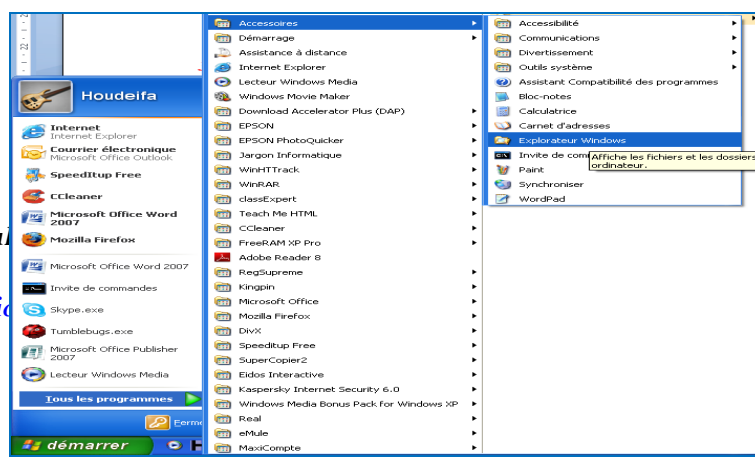 Houdeifa
Internet
Internet Explorer
Courrier électronique
Microsoft Office Outlook
SpeedItup Free
CCleaner
Microsoft Office Word
2007
Mozilla Firefox
Microsoft Office Word 2007
Invite de commandes
Skype.exe
Tumblebugs.exe
Microsoft Office Publisher
2007
Lecteur Windows Media
Tous les programmes
démarrer
Accessoires
Démarrage
Assistance à distance
Internet Explorer
Lecteur Windows Media
Windows Movie Maker
Download Accelerator Plus (DAP)
EPSON
EPSON PhotoQuicker
Jargon Informatique
WinHTTrack
WinRAR
classExpert
Teach Me HTML
CCleaner
FreeRAM XP Pro
Adobe Reader 8
RegSupreme
Kingpin
Microsoft Office
Mozilla Firefox
DivX
Speeditup Free
SuperCopier2
Eidos Interactive
Kaspersky Internet Security 6.0
Windows Media Bonus Pack for Windows XP
Real
eMule
MaxiCompte
Accessibilité
Communications
Divertissement
Outils système
Assistant Compatibilité des programmes
Bloc-notes
Calculatrice
Carnet d'adresses
Explorateur Windows
Invite de com
Affiche les fichiers et les dossiers
ordinateur.
Paint
Synchroniser
WordPad